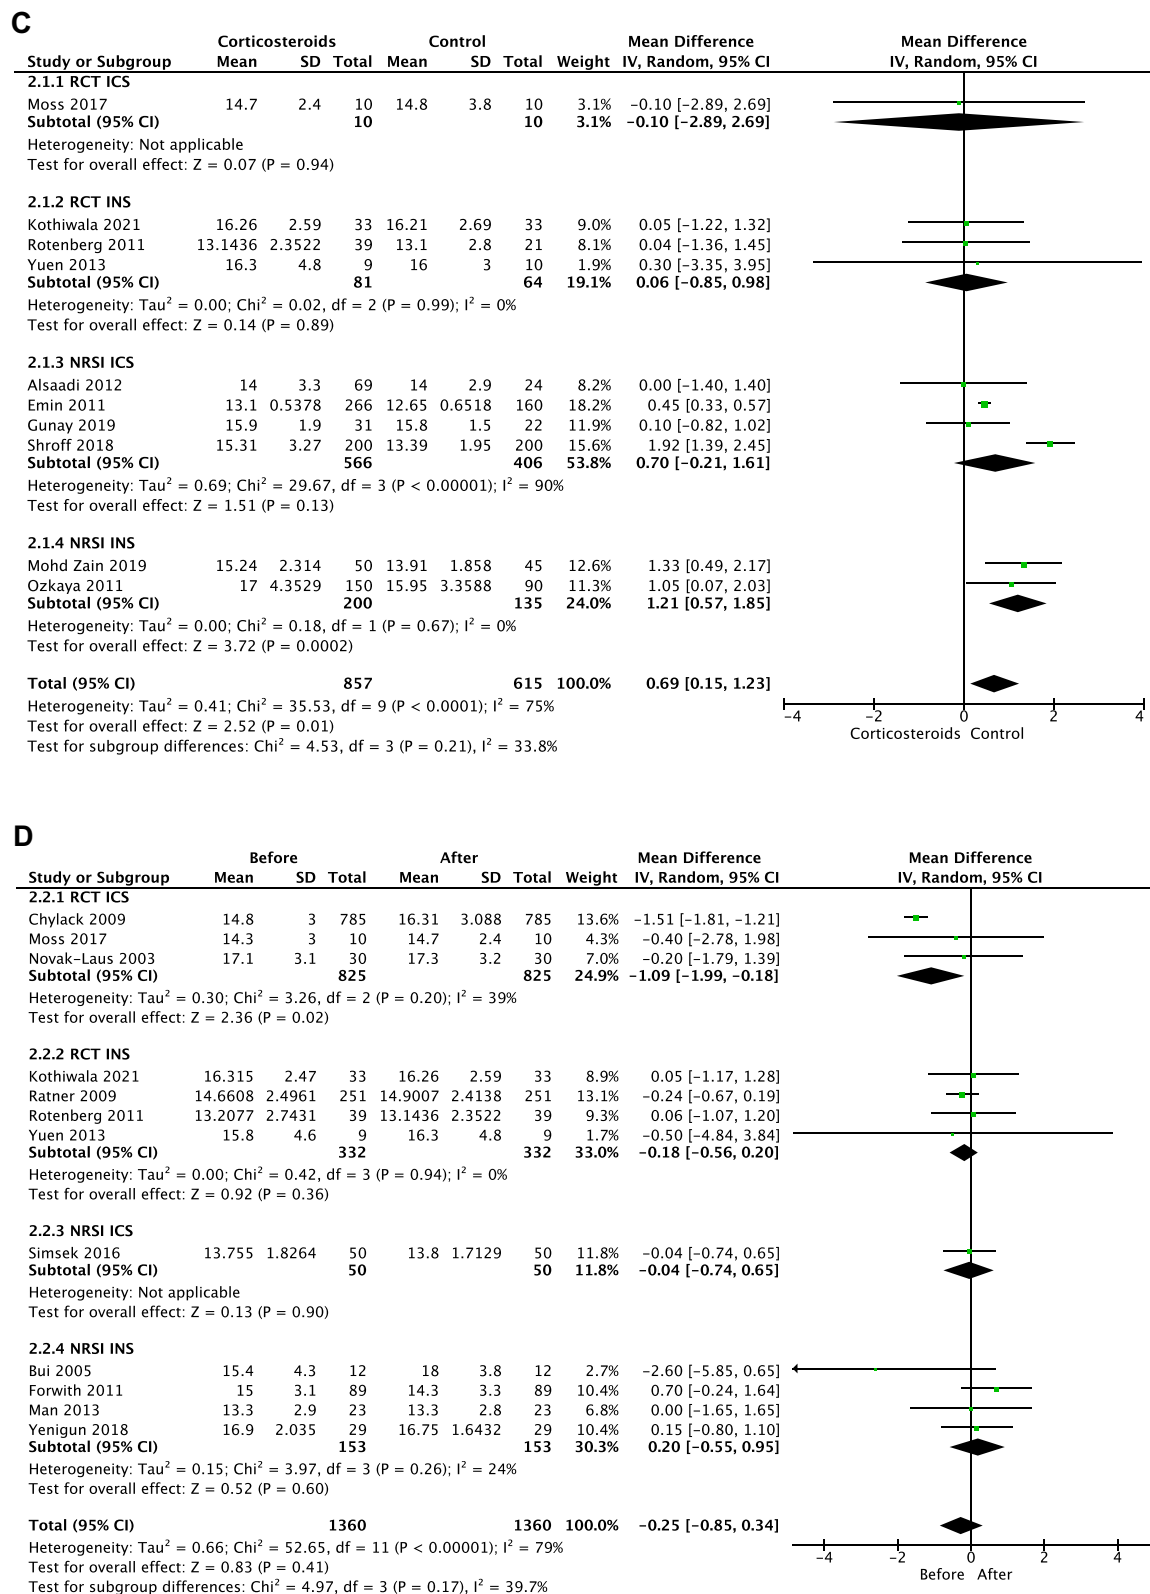 C
Corticosteroids Control Mean Difference Mean Difference
Study or Subgroup Mean SD Total Mean SD Total Weight IV, Random, 95% CI IV, Random, 95% CI
2.1.1 RCT ICS
Moss 2017 14.7 2.4 10 14.8 3.8 10 3.1% −0.10 [−2.89, 2.69]
Subtotal (95% CI) 10 10 3.1% −0.10 [−2.89, 2.69]
Heterogeneity: Not applicable
Test for overall effect: Z = 0.07 (P = 0.94)
2.1.2 RCT INS
Kothiwala 2021 16.26 2.59 33 16.21 2.69 33 9.0% 0.05 [−1.22, 1.32]
Rotenberg 2011 13.1436 2.3522 39 13.1 2.8 21 8.1% 0.04 [−1.36, 1.45]
Yuen 2013 16.3 4.8 9 16 3 10 1.9% 0.30 [−3.35, 3.95]
Subtotal (95% CI) 81 64 19.1% 0.06 [−0.85, 0.98]
Heterogeneity: Tau² = 0.00; Chi² = 0.02, df = 2 (P = 0.99); I² = 0%
Test for overall effect: Z = 0.14 (P = 0.89)
2.1.3 NRSI ICS
Alsaadi 2012 14 3.3 69 14 2.9 24 8.2% 0.00 [−1.40, 1.40]
Emin 2011 13.1 0.5378 266 12.65 0.6518 160 18.2% 0.45 [0.33, 0.57]
Gunay 2019 15.9 1.9 31 15.8 1.5 22 11.9% 0.10 [−0.82, 1.02]
Shroff 2018 15.31 3.27 200 13.39 1.95 200 15.6% 1.92 [1.39, 2.45]
Subtotal (95% CI) 566 406 53.8% 0.70 [−0.21, 1.61]
Heterogeneity: Tau² = 0.69; Chi² = 29.67, df = 3 (P < 0.00001); I² = 90%
Test for overall effect: Z = 1.51 (P = 0.13)
2.1.4 NRSI INS
Mohd Zain 2019 15.24 2.314 50 13.91 1.858 45 12.6% 1.33 [0.49, 2.17]
Ozkaya 2011 17 4.3529 150 15.95 3.3588 90 11.3% 1.05 [0.07, 2.03]
Subtotal (95% CI) 200 135 24.0% 1.21 [0.57, 1.85]
Heterogeneity: Tau² = 0.00; Chi² = 0.18, df = 1 (P = 0.67); I² = 0%
Test for overall effect: Z = 3.72 (P = 0.0002)
Total (95% CI) 857 615 100.0% 0.69 [0.15, 1.23]
Heterogeneity: Tau² = 0.41; Chi² = 35.53, df = 9 (P < 0.0001); I² = 75%
Test for overall effect: Z = 2.52 (P = 0.01)
Test for subgroup differences: Chi² = 4.53, df = 3 (P = 0.21), I² = 33.8%
−4 −2 0 2 4
Corticosteroids Control
D
Before After Mean Difference Mean Difference
Study or Subgroup Mean SD Total Mean SD Total Weight IV, Random, 95% CI IV, Random, 95% CI
2.2.1 RCT ICS
Chylack 2009 14.8 3 785 16.31 3.088 785 13.6% −1.51 [−1.81, −1.21]
Moss 2017 14.3 3 10 14.7 2.4 10 4.3% −0.40 [−2.78, 1.98]
Novak-Laus 2003 17.1 3.1 30 17.3 3.2 30 7.0% −0.20 [−1.79, 1.39]
Subtotal (95% CI) 825 825 24.9% −1.09 [−1.99, −0.18]
Heterogeneity: Tau² = 0.30; Chi² = 3.26, df = 2 (P = 0.20); I² = 39%
Test for overall effect: Z = 2.36 (P = 0.02)
2.2.2 RCT INS
Kothiwala 2021 16.315 2.47 33 16.26 2.59 33 8.9% 0.05 [−1.17, 1.28]
Ratner 2009 14.6608 2.4961 251 14.9007 2.4138 251 13.1% −0.24 [−0.67, 0.19]
Rotenberg 2011 13.2077 2.7431 39 13.1436 2.3522 39 9.3% 0.06 [−1.07, 1.20]
Yuen 2013 15.8 4.6 9 16.3 4.8 9 1.7% −0.50 [−4.84, 3.84]
Subtotal (95% CI) 332 332 33.0% −0.18 [−0.56, 0.20]
Heterogeneity: Tau² = 0.00; Chi² = 0.42, df = 3 (P = 0.94); I² = 0%
Test for overall effect: Z = 0.92 (P = 0.36)
2.2.3 NRSI ICS
Simsek 2016 13.755 1.8264 50 13.8 1.7129 50 11.8% −0.04 [−0.74, 0.65]
Subtotal (95% CI) 50 50 11.8% −0.04 [−0.74, 0.65]
Heterogeneity: Not applicable
Test for overall effect: Z = 0.13 (P = 0.90)
2.2.4 NRSI INS
Bui 2005 15.4 4.3 12 18 3.8 12 2.7% −2.60 [−5.85, 0.65]
Forwith 2011 15 3.1 89 14.3 3.3 89 10.4% 0.70 [−0.24, 1.64]
Man 2013 13.3 2.9 23 13.3 2.8 23 6.8% 0.00 [−1.65, 1.65]
Yenigun 2018 16.9 2.035 29 16.75 1.6432 29 10.4% 0.15 [−0.80, 1.10]
Subtotal (95% CI) 153 153 30.3% 0.20 [−0.55, 0.95]
Heterogeneity: Tau² = 0.15; Chi² = 3.97, df = 3 (P = 0.26); I² = 24%
Test for overall effect: Z = 0.52 (P = 0.60)
Total (95% CI) 1360 1360 100.0% −0.25 [−0.85, 0.34]
Heterogeneity: Tau² = 0.66; Chi² = 52.65, df = 11 (P < 0.00001); I² = 79%
Test for overall effect: Z = 0.83 (P = 0.41)
Test for subgroup differences: Chi² = 4.97, df = 3 (P = 0.17), I² = 39.7%
−4 −2 0 2 4
Before After